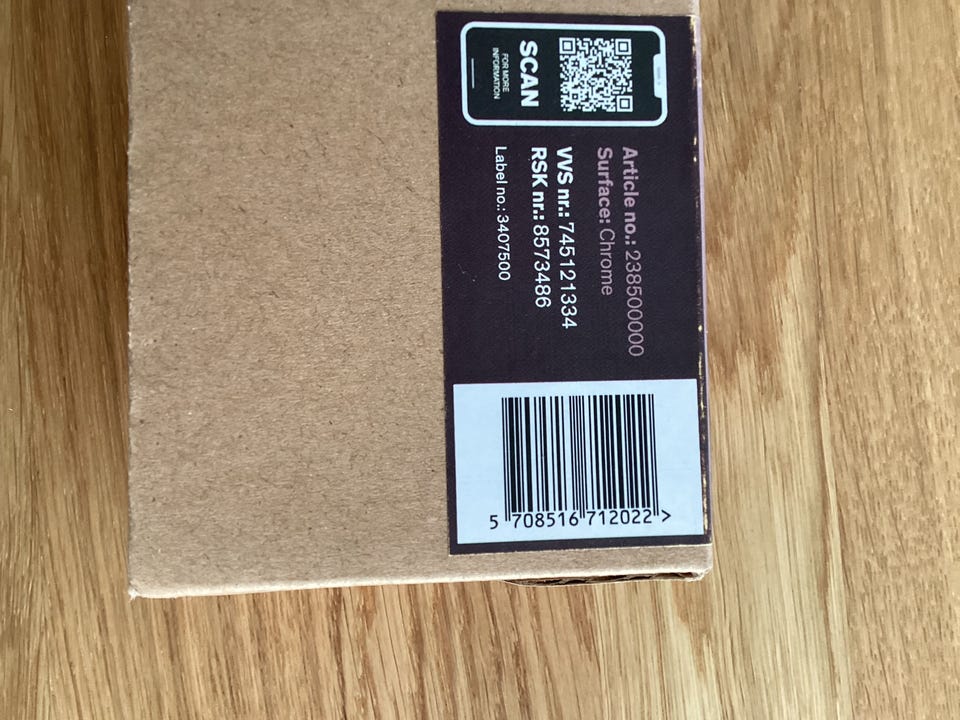 SCAN
FOR MORE
INFORMATION
Article no.: 238500000
Surface: Chrome
VVS nr.: 745121334
RSK nr.: 8573486
Label no.: 3407500
5 708516 712022 >